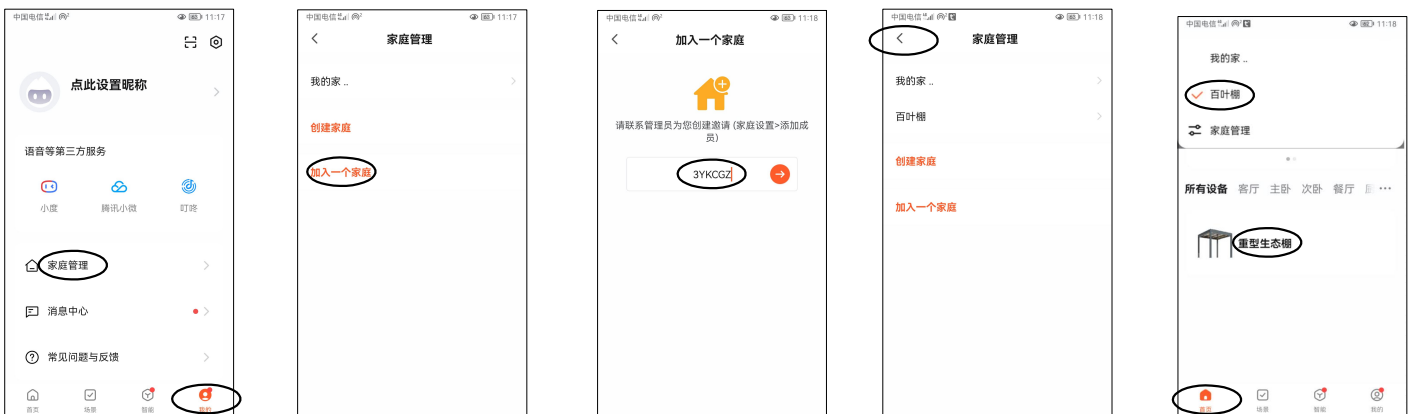 中国电信 11:17
点此设置昵称
语音等第三方服务
小度 腾讯小微 叮咚
家庭管理
消息中心
常见问题与反馈
首页 场景 智能 我的
中国电信 11:17
家庭管理
我的家 ..
创建家庭
加入一个家庭
中国电信 11:18
加入一个家庭
请联系管理员为您创建邀请 (家庭设置>添加成
员)
3YKCGZ
中国电信 11:18
家庭管理
我的家 ..
百叶棚
创建家庭
加入一个家庭
中国电信 11:18
我的家 ..
百叶棚
家庭管理
所有设备 客厅 主卧 次卧 餐厅 ...
重型生态棚
首页 场景 智能 我的